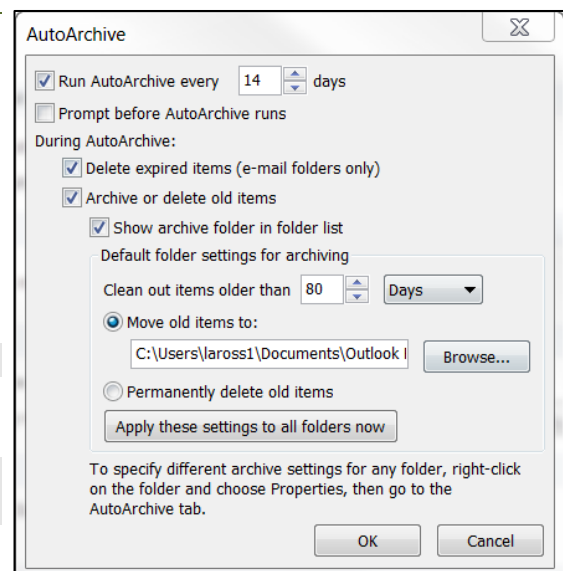 AutoArchive
Run AutoArchive every 14 days
Prompt before AutoArchive runs
During AutoArchive:
Delete expired items (e-mail folders only)
Archive or delete old items
Show archive folder in folder list
Default folder settings for archiving
Clean out items older than 80 Days
Move old items to:
C:\Users\laross1\Documents\Outlook Browse...
Permanently delete old items
Apply these settings to all folders now
To specify different archive settings for any folder, right-click
on the folder and choose Properties, then go to the
AutoArchive tab.
OK Cancel